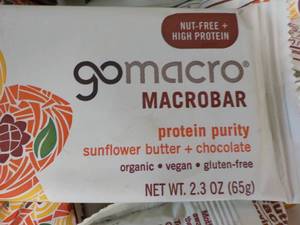 NUT-FREE +
HIGH PROTEIN
gomacro®
MACROBAR
protein purity
sunflower butter + chocolate
organic • vegan • gluten-free
NET WT. 2.3 OZ (65g)